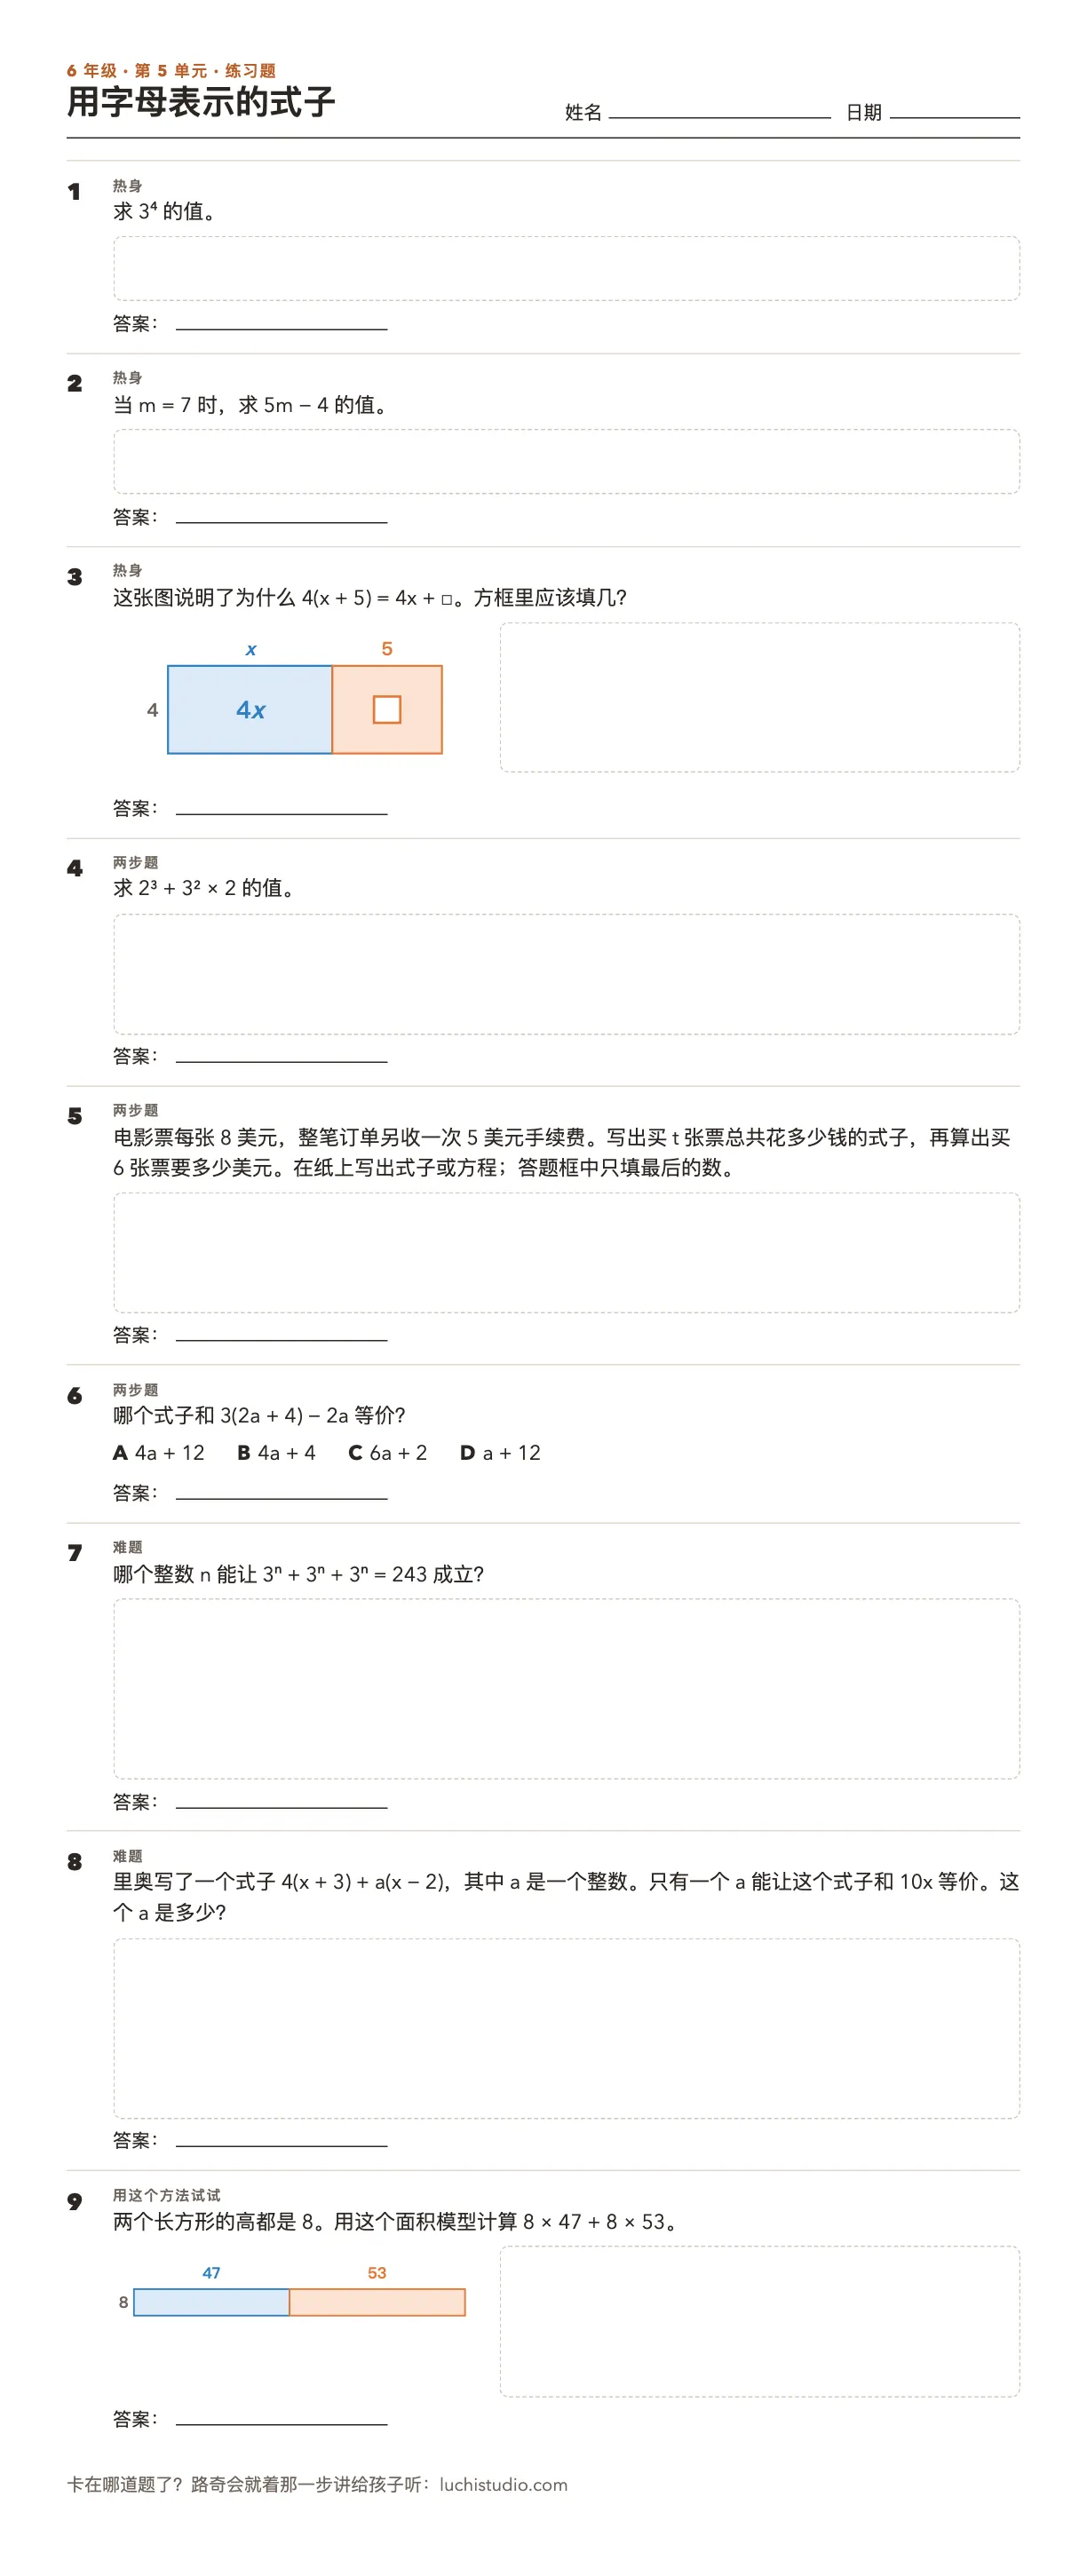 6 年级 · 第 5 单元 · 练习题
用字母表示的式子
姓名
日期
1
热身
求 3⁴ 的值。
答案：
2
热身
当 m = 7 时，求 5m − 4 的值。
答案：
3
热身
这张图说明了为什么 4(x + 5) = 4x + □。方框里应该填几？
x 5
4 4x □
答案：
4
两步题
求 2³ + 3² × 2 的值。
答案：
5
两步题
电影票每张 8 美元，整笔订单另收一次 5 美元手续费。写出买 t 张票总共花多少钱的式子，再算出买
6 张票要多少美元。在纸上写出式子或方程；答题框中只填最后的数。
答案：
6
两步题
哪个式子和 3(2a + 4) − 2a 等价？
A 4a + 12 B 4a + 4 C 6a + 2 D a + 12
答案：
7
难题
哪个整数 n 能让 3ⁿ + 3ⁿ + 3ⁿ = 243 成立？
答案：
8
难题
里奥写了一个式子 4(x + 3) + a(x − 2)，其中 a 是一个整数。只有一个 a 能让这个式子和 10x 等价。这
个 a 是多少？
答案：
9
用这个方法试试
两个长方形的高都是 8。用这个面积模型计算 8 × 47 + 8 × 53。
47 53
8
答案：
卡在哪道题了？路奇会就着那一步讲给孩子听：luchistudio.com